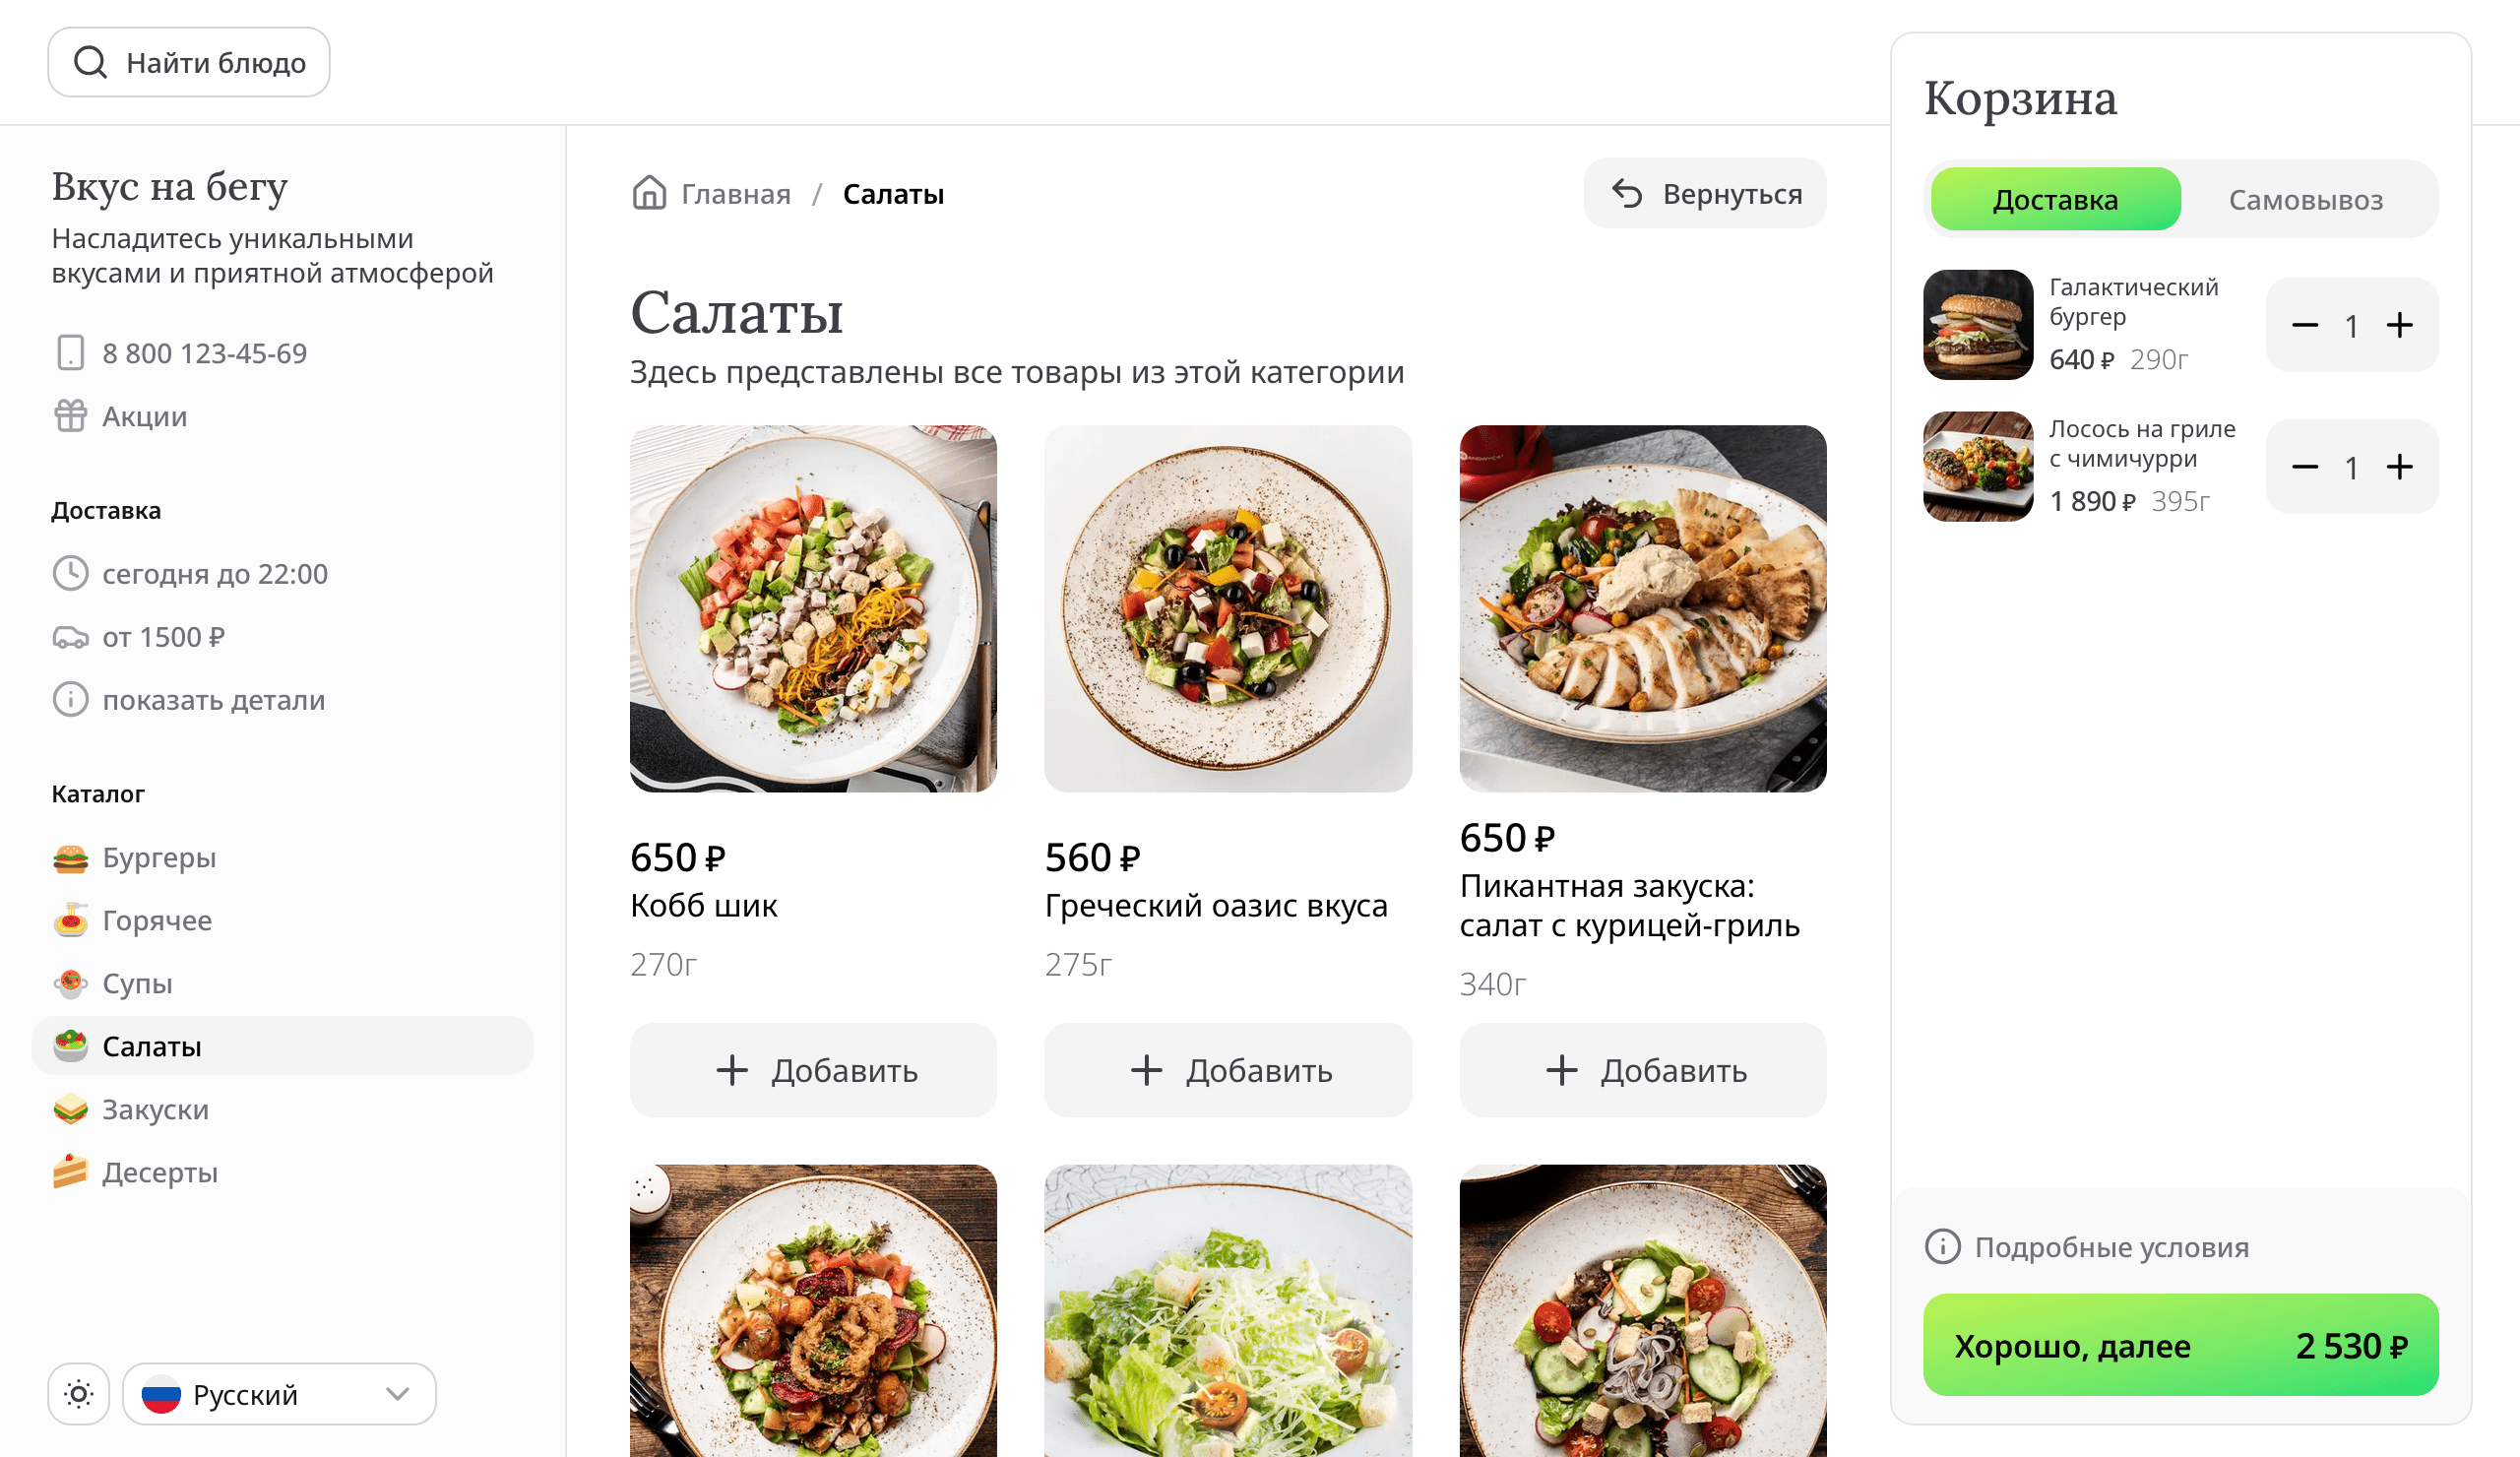 Найти блюдо
Вкус на бегу
Насладитесь уникальными
вкусами и приятной атмосферой
8 800 123-45-69
Акции
Доставка
сегодня до 22:00
от 1500 ₽
показать детали
Каталог
Бургеры
Горячее
Супы
Салаты
Закуски
Десерты
Русский
Главная / Салаты
Вернуться
Салаты
Здесь представлены все товары из этой категории
650 ₽
Кобб шик
270г
Добавить
560 ₽
Греческий оазис вкуса
275г
Добавить
650 ₽
Пикантная закуска:
салат с курицей-гриль
340г
Добавить
Корзина
Доставка
Самовывоз
Галактический
бургер
640 ₽ 290г
1
Лосось на гриле
с чимичурри
1 890 ₽ 395г
1
Подробные условия
Хорошо, далее 2 530 ₽